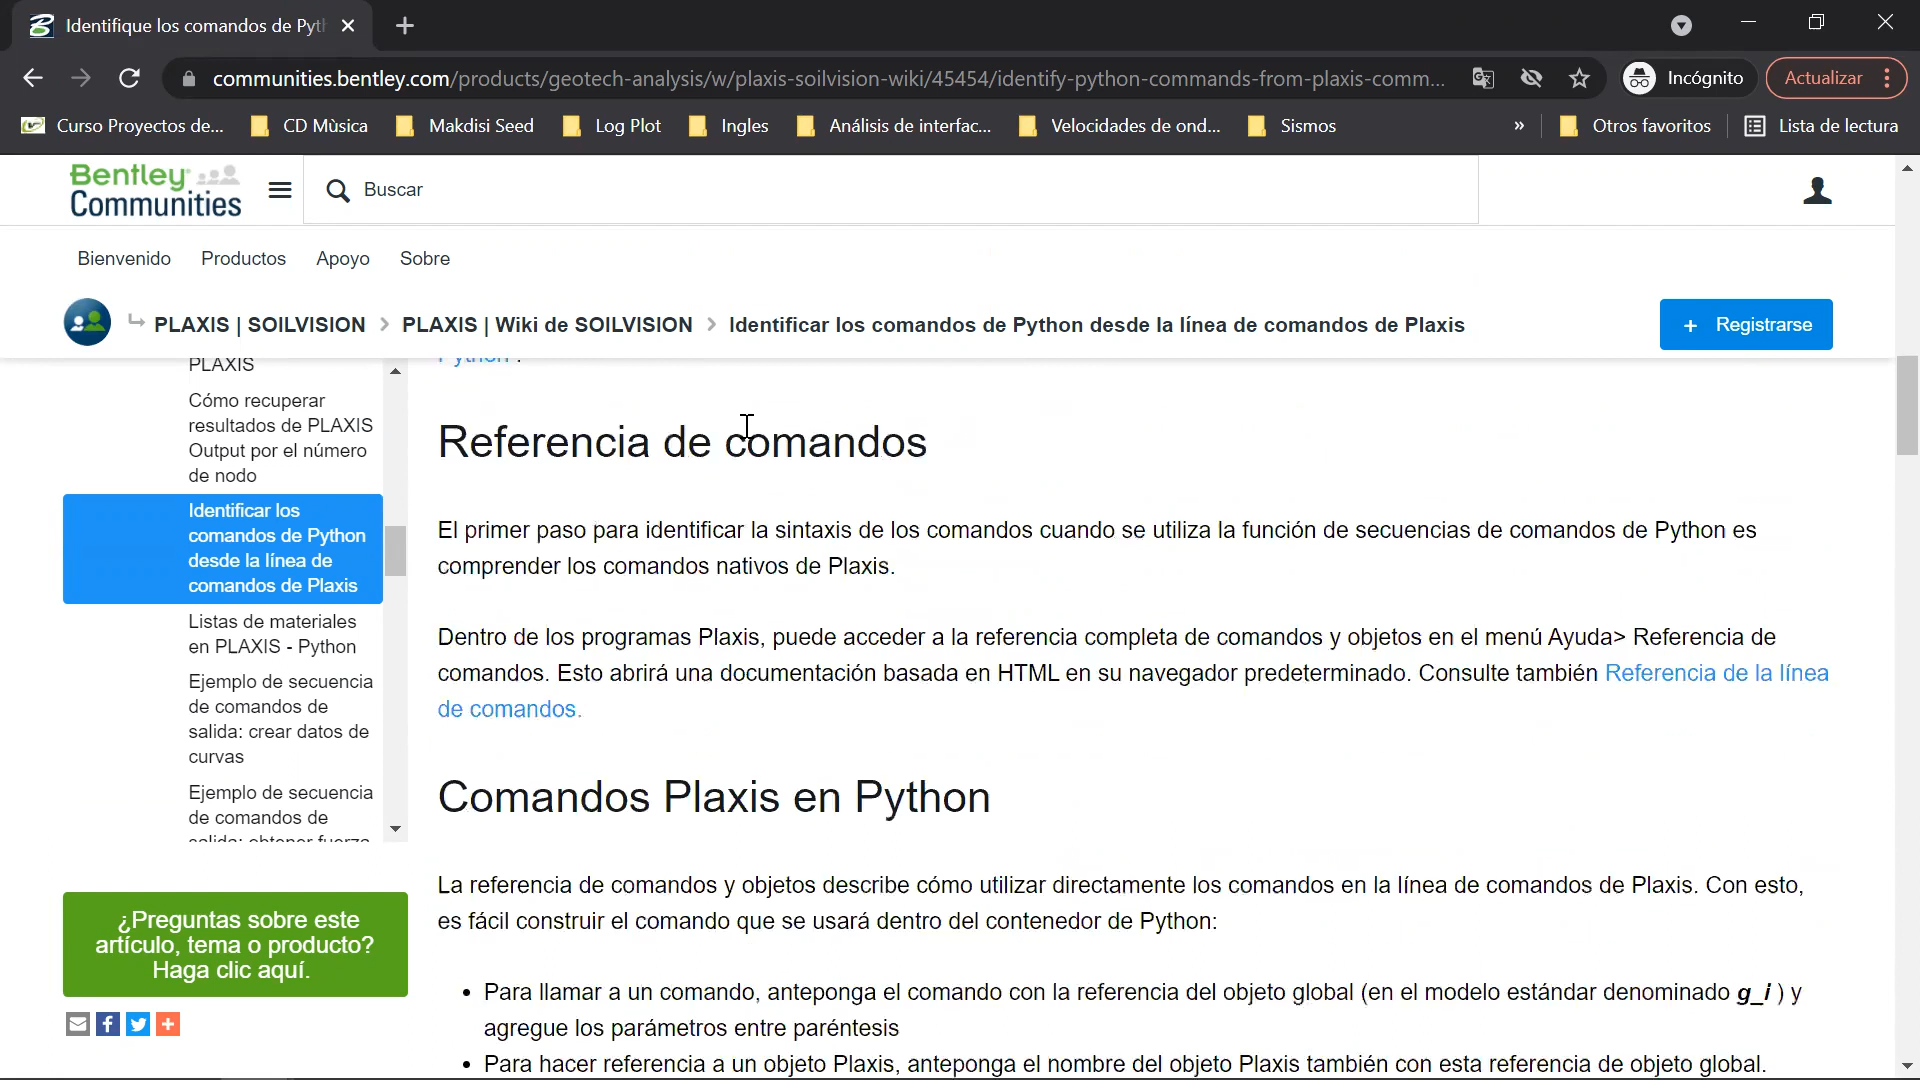 Identifique los comandos de Pyth
communities.bentley.com/products/geotech-analysis/w/plaxis-soilvision-wiki/45454/identify-python-commands-from-plaxis-comm...
Incógnito
Actualizar
Curso Proyectos de...
CD Mùsica
Makdisi Seed
Log Plot
Ingles
Análisis de interfac...
Velocidades de ond...
Sismos
»
Otros favoritos
Lista de lectura
Bentley
Communities
Buscar
Bienvenido
Productos
Apoyo
Sobre
PLAXIS | SOILVISION > PLAXIS | Wiki de SOILVISION > Identificar los comandos de Python desde la línea de comandos de Plaxis
+ Registrarse
PLAXIS
Cómo recuperar
resultados de PLAXIS
Output por el número
de nodo
Identificar los
comandos de Python
desde la línea de
comandos de Plaxis
Listas de materiales
en PLAXIS - Python
Ejemplo de secuencia
de comandos de
salida: crear datos de
curvas
Ejemplo de secuencia
de comandos de
salida: obtener fuerza
¿Preguntas sobre este
artículo, tema o producto?
Haga clic aquí.
Python .
Referencia de comandos
El primer paso para identificar la sintaxis de los comandos cuando se utiliza la función de secuencias de comandos de Python es
comprender los comandos nativos de Plaxis.
Dentro de los programas Plaxis, puede acceder a la referencia completa de comandos y objetos en el menú Ayuda> Referencia de
comandos. Esto abrirá una documentación basada en HTML en su navegador predeterminado. Consulte también Referencia de la línea
de comandos.
Comandos Plaxis en Python
La referencia de comandos y objetos describe cómo utilizar directamente los comandos en la línea de comandos de Plaxis. Con esto,
es fácil construir el comando que se usará dentro del contenedor de Python:
• Para llamar a un comando, anteponga el comando con la referencia del objeto global (en el modelo estándar denominado g_i ) y
agregue los parámetros entre paréntesis
• Para hacer referencia a un objeto Plaxis, anteponga el nombre del objeto Plaxis también con esta referencia de objeto global.